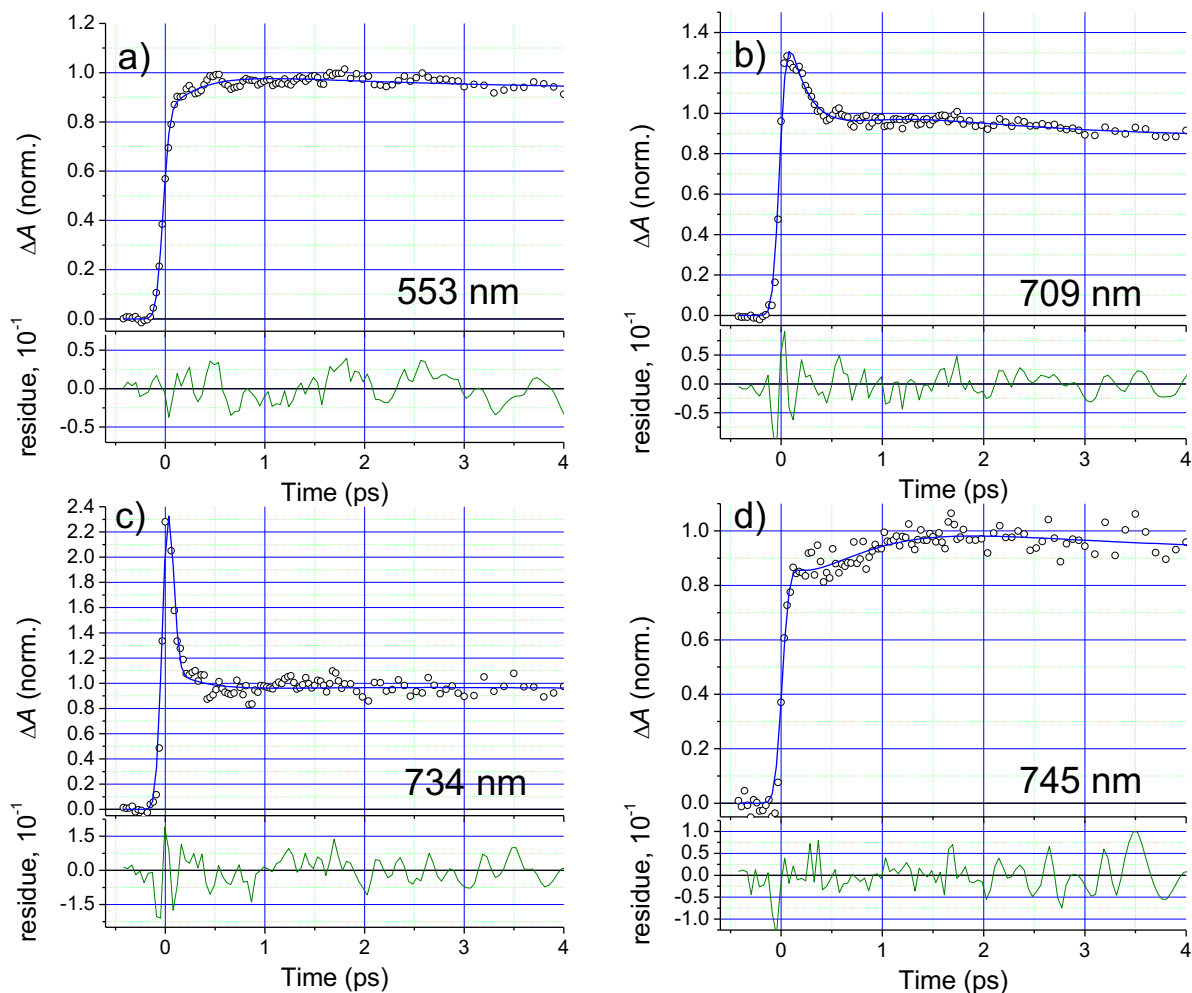 a)
1.2
1.0
0.8
0.6
0.4
0.2
0.0
ΔA (norm.)
553 nm
0.5
0.0
-0.5
residue, 10⁻¹
0 1 2 3 4
Time (ps)
b)
1.4
1.2
1.0
0.8
0.6
0.4
0.2
0.0
ΔA (norm.)
709 nm
0.5
0.0
-0.5
residue, 10⁻¹
0 1 2 3 4
Time (ps)
c)
2.4
2.2
2.0
1.8
1.6
1.4
1.2
1.0
0.8
0.6
0.4
0.2
0.0
ΔA (norm.)
734 nm
1.5
0.0
-1.5
residue, 10⁻¹
0 1 2 3 4
Time (ps)
d)
1.0
0.8
0.6
0.4
0.2
0.0
ΔA (norm.)
745 nm
1.0
0.5
0.0
-0.5
-1.0
residue, 10⁻¹
0 1 2 3 4
Time (ps)